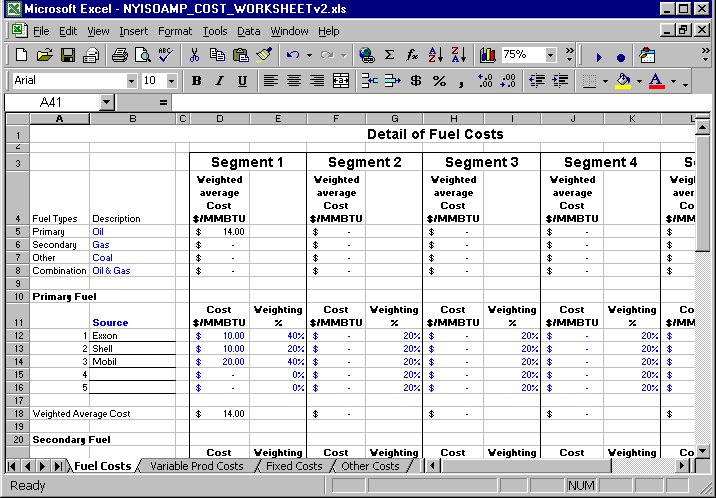 Microsoft Excel - NYISOAMP_COST_WORKSHEETv2.xls
File Edit View Insert Format Tools Data Window Help
75%
Arial 10 B I U $ % ,
A41 =
A B C D E F G H I J K L
1 Detail of Fuel Costs
2
3 Segment 1 Segment 2 Segment 3 Segment 4 S
Weighted Weighted Weighted Weighted Weigh
average average average average avera
Cost Cost Cost Cost Co
4 Fuel Types Description $/MMBTU $/MMBTU $/MMBTU $/MMBTU $/MM
5 Primary Oil $ 14.00 $ - $ - $ - $
6 Secondary Gas $ - $ - $ - $ - $
7 Other Coal $ - $ - $ - $ - $
8 Combination Oil & Gas $ - $ - $ - $ - $
9
10 Primary Fuel
Cost Weighting Cost Weighting Cost Weighting Cost Weighting Co
11 Source $/MMBTU % $/MMBTU % $/MMBTU % $/MMBTU % $/MM
12 1 Exxon $ 10.00 40% $ - 20% $ - 20% $ - 20% $
13 2 Shell $ 10.00 20% $ - 20% $ - 20% $ - 20% $
14 3 Mobil $ 20.00 40% $ - 20% $ - 20% $ - 20% $
15 4 $ - 0% $ - 20% $ - 20% $ - 20% $
16 5 $ - 0% $ - 20% $ - 20% $ - 20% $
17
18 Weighted Average Cost $ 14.00 $ - $ - $ - $
19
20 Secondary Fuel
Cost Weighting Cost Weighting Cost Weighting Cost Weighting Co
Fuel Costs Variable Prod Costs Fixed Costs Other Costs
Ready NUM